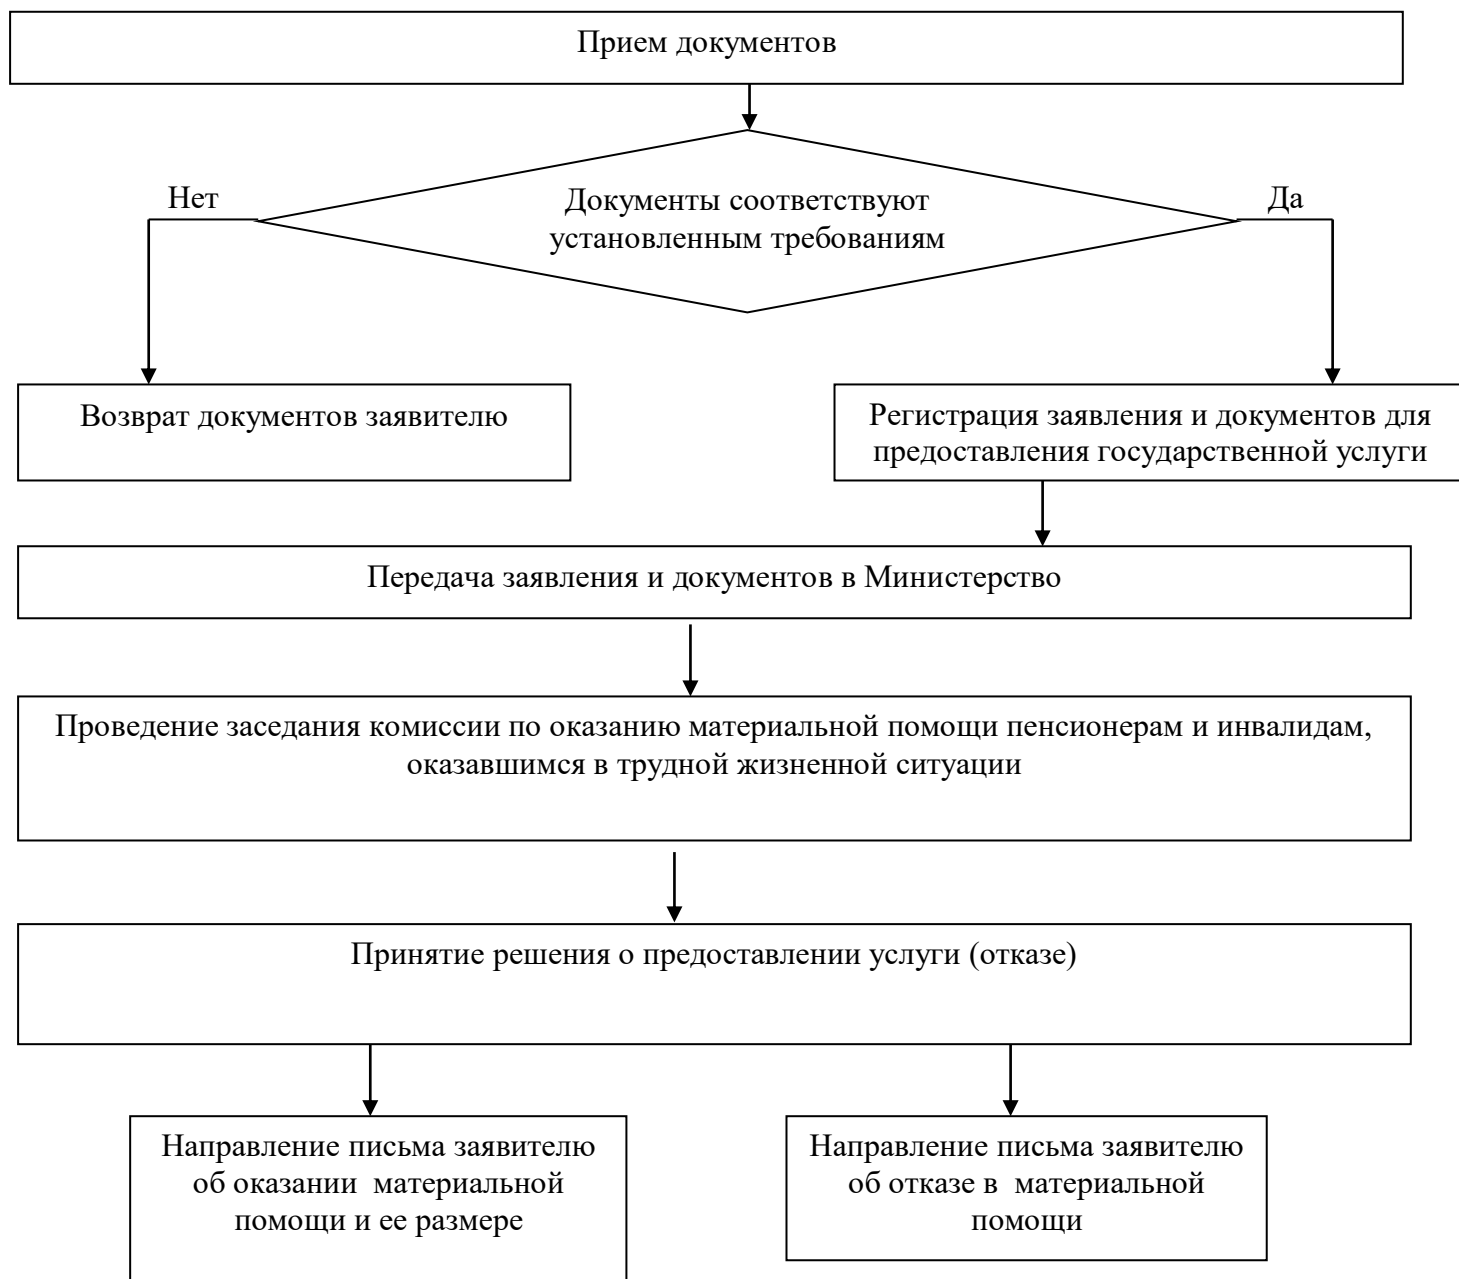 Прием документов
Нет
Да
Документы соответствуют
установленным требованиям
Возврат документов заявителю
Регистрация заявления и документов для
предоставления государственной услуги
Передача заявления и документов в Министерство
Проведение заседания комиссии по оказанию материальной помощи пенсионерам и инвалидам,
оказавшимся в трудной жизненной ситуации
Принятие решения о предоставлении услуги (отказе)
Направление письма заявителю
об оказании  материальной
помощи и ее размере
Направление письма заявителю
об отказе в  материальной
помощи